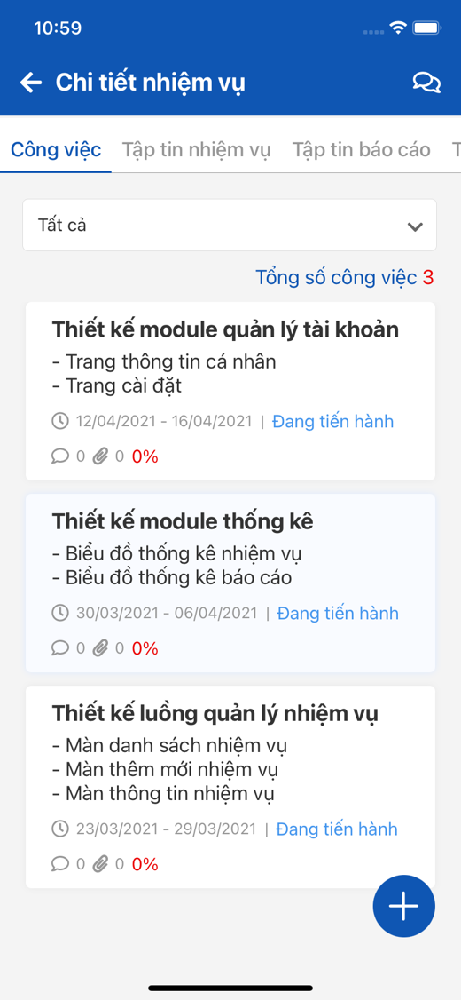 10:59
Chi tiết nhiệm vụ
Công việc Tập tin nhiệm vụ Tập tin báo cáo T
Tất cả
Tổng số công việc 3
Thiết kế module quản lý tài khoản
- Trang thông tin cá nhân
- Trang cài đặt
12/04/2021 - 16/04/2021 | Đang tiến hành
0 0 0%
Thiết kế module thống kê
- Biểu đồ thống kê nhiệm vụ
- Biểu đồ thống kê báo cáo
30/03/2021 - 06/04/2021 | Đang tiến hành
0 0 0%
Thiết kế luồng quản lý nhiệm vụ
- Màn danh sách nhiệm vụ
- Màn thêm mới nhiệm vụ
- Màn thông tin nhiệm vụ
23/03/2021 - 29/03/2021 | Đang tiến hành
0 0 0%